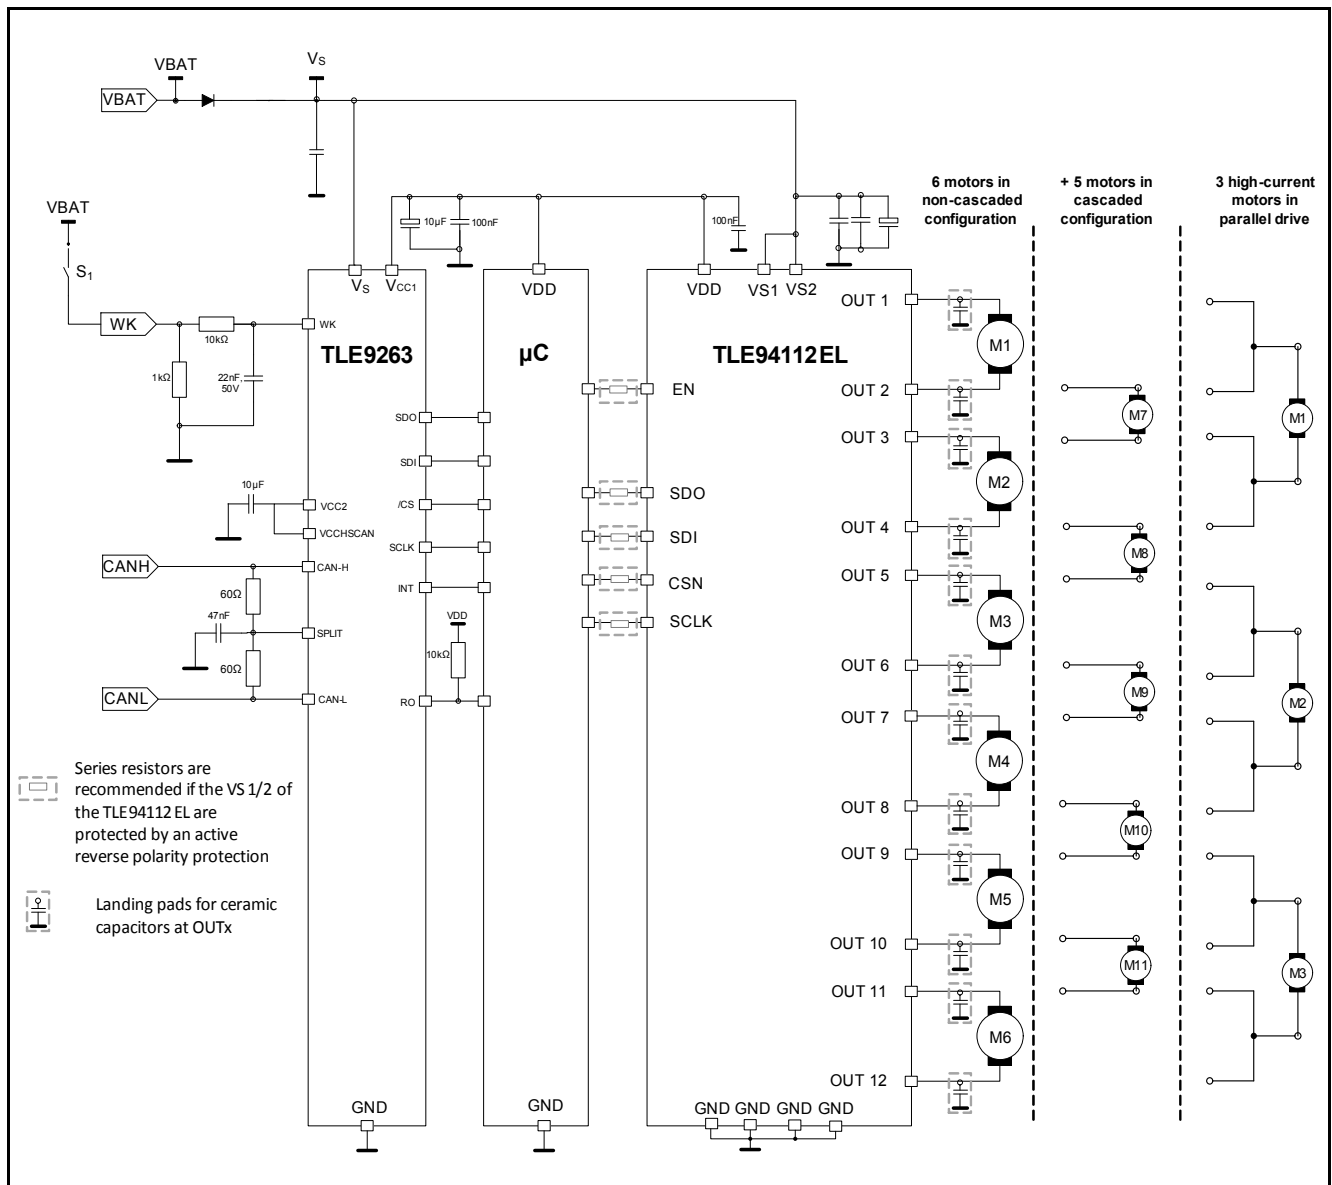 VBAT
VS
VBAT
6 motors in
non-cascaded
configuration
+ 5 motors in
cascaded
configuration
3 high-current
motors in
parallel drive
VBAT
S1
10µF
100nF
100nF
VS
VCC1
VDD
VDD
VS1
VS2
WK
10kΩ
1kΩ
22nF,
50V
WK
TLE9263
µC
TLE94112 EL
OUT 1
M1
EN
OUT 2
M7
M1
SDO
OUT 3
SDI
M2
10µF
VCC2
/CS
SDO
OUT 4
VCCHSCAN
SCLK
SDI
M8
CANH
CAN-H
INT
CSN
OUT 5
60Ω
47nF
SPLIT
VDD
SCLK
M3
60Ω
10kΩ
OUT 6
CANL
CAN-L
RO
M9
M2
OUT 7
M4
Series resistors are
recommended if the VS 1/2 of
the TLE94112 EL are
protected by an active
reverse polarity protection
OUT 8
M10
OUT 9
Landing pads for ceramic
capacitors at OUTx
M5
OUT 10
M11
M3
OUT 11
M6
OUT 12
GND
GND
GND
GND
GND
GND